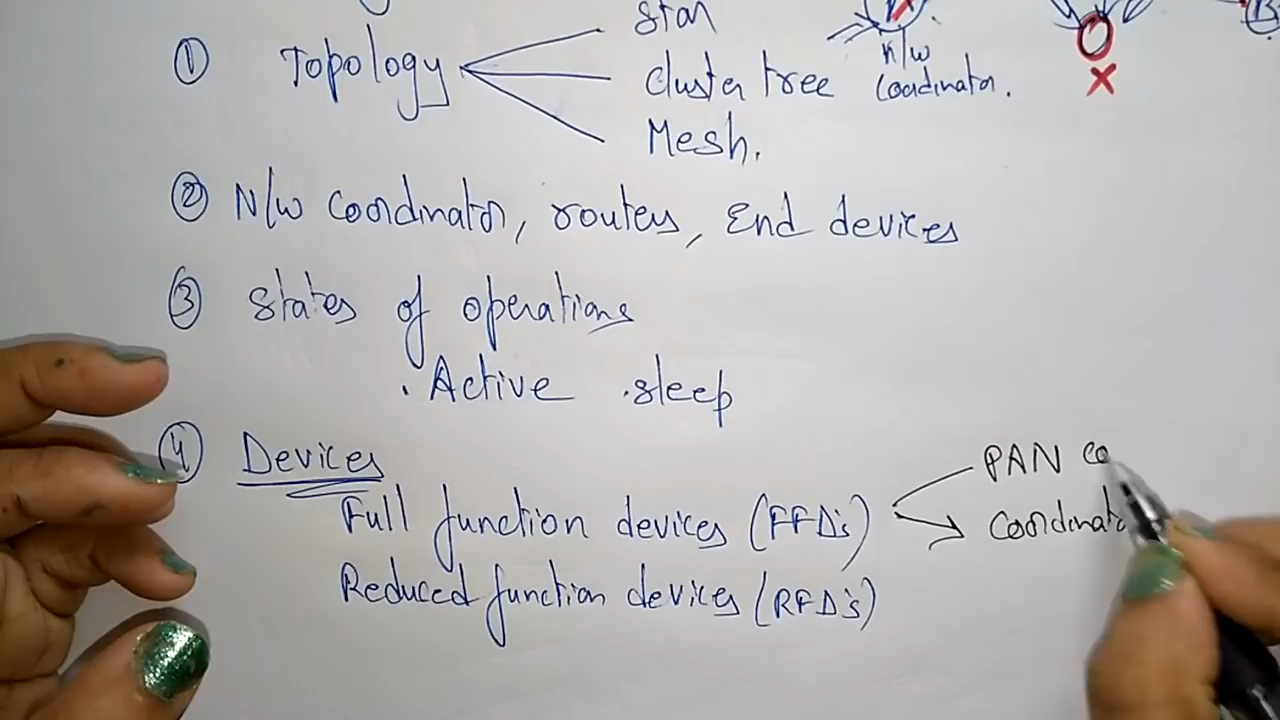 Star
① Topology
Cluster tree
Mesh.
N/w
Coordinator.
② N/w Coordinator, routers, End devices
③ States of operations
. Active . sleep
④ Devices
Full function devices (FFD's)
PAN co
Coordinato
Reduced function devices (RFD's)